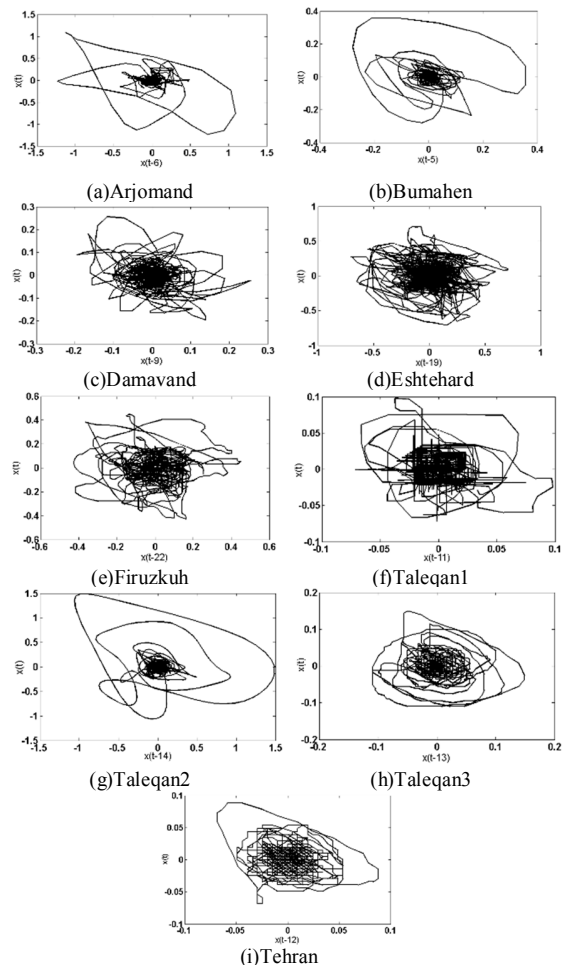 1.5
1
0.5
0
-0.5
-1
-1.5
x(t)
-1.5 -1 -0.5 0 0.5 1 1.5
x(t-6)
(a)Arjomand
0.4
0.2
0
-0.2
-0.4
x(t)
-0.4 -0.2 0 0.2 0.4
x(t-5)
(b)Bumahen
0.3
0.2
0.1
0
-0.1
-0.2
-0.3
x(t)
-0.3 -0.2 -0.1 0 0.1 0.2 0.3
x(t-9)
(c)Damavand
1
0.5
0
-0.5
-1
x(t)
1 -0.5 0 0.5 1
x(t-19)
(d)Eshtehard
0.6
0.4
0.2
0
-0.2
-0.4
-0.6
x(t)
-0.6 -0.4 -0.2 0 0.2 0.4 0.6
x(t-22)
(e)Firuzkuh
0.1
0.05
0
-0.05
-0.1
x(t)
-0.1 -0.05 0 0.05 0.1
x(t-11)
(f)Taleqan1
1.5
1
0.5
0
-0.5
-1
-1.5
x(t)
-1.5 -1 -0.5 0 0.5 1 1.5
x(t-14)
(g)Taleqan2
0.2
0.1
0
-0.1
-0.2
x(t)
-0.2 -0.1 0 0.1 0.2
x(t-13)
(h)Taleqan3
0.1
0.05
0
-0.05
-0.1
x(t)
-0.1 -0.05 0 0.05 0.1
x(t-12)
(i)Tehran